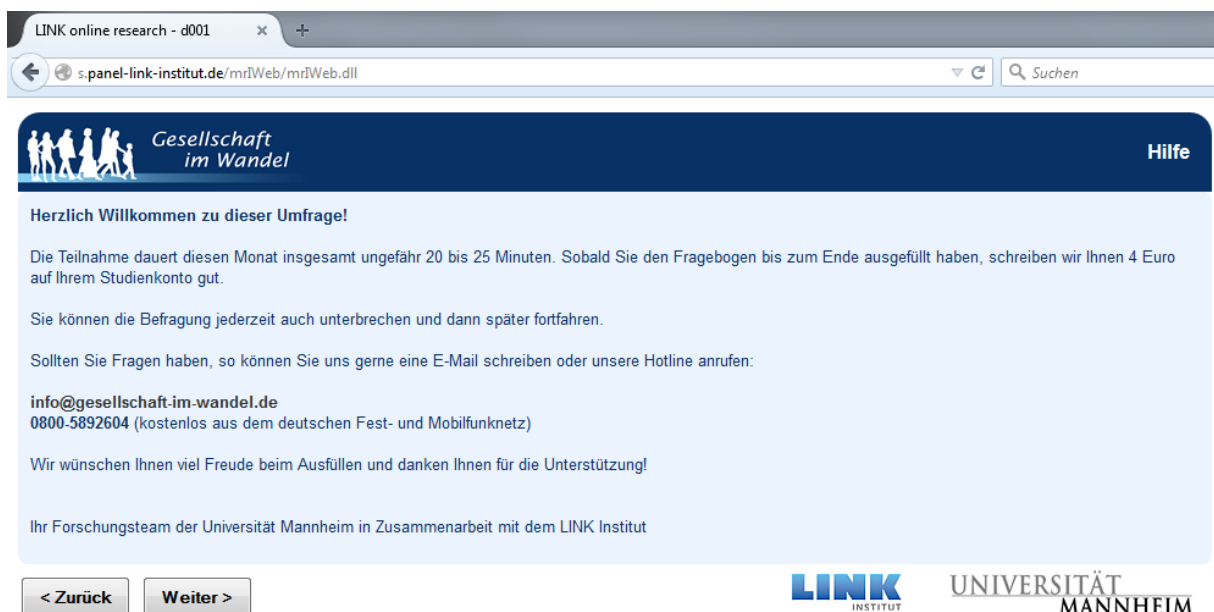 LINK online research - d001
s.panel-link-institut.de/mrIWeb/mrIWeb.dll
Suchen
Gesellschaft
im Wandel
Hilfe
Herzlich Willkommen zu dieser Umfrage!
Die Teilnahme dauert diesen Monat insgesamt ungefähr 20 bis 25 Minuten. Sobald Sie den Fragebogen bis zum Ende ausgefüllt haben, schreiben wir Ihnen 4 Euro
auf Ihrem Studienkonto gut.
Sie können die Befragung jederzeit auch unterbrechen und dann später fortfahren.
Sollten Sie Fragen haben, so können Sie uns gerne eine E-Mail schreiben oder unsere Hotline anrufen:
info@gesellschaft-im-wandel.de
0800-5892604 (kostenlos aus dem deutschen Fest- und Mobilfunknetz)
Wir wünschen Ihnen viel Freude beim Ausfüllen und danken Ihnen für die Unterstützung!
Ihr Forschungsteam der Universität Mannheim in Zusammenarbeit mit dem LINK Institut
< Zurück
Weiter >
LINK
INSTITUT
UNIVERSITÄT
MANNHEIM